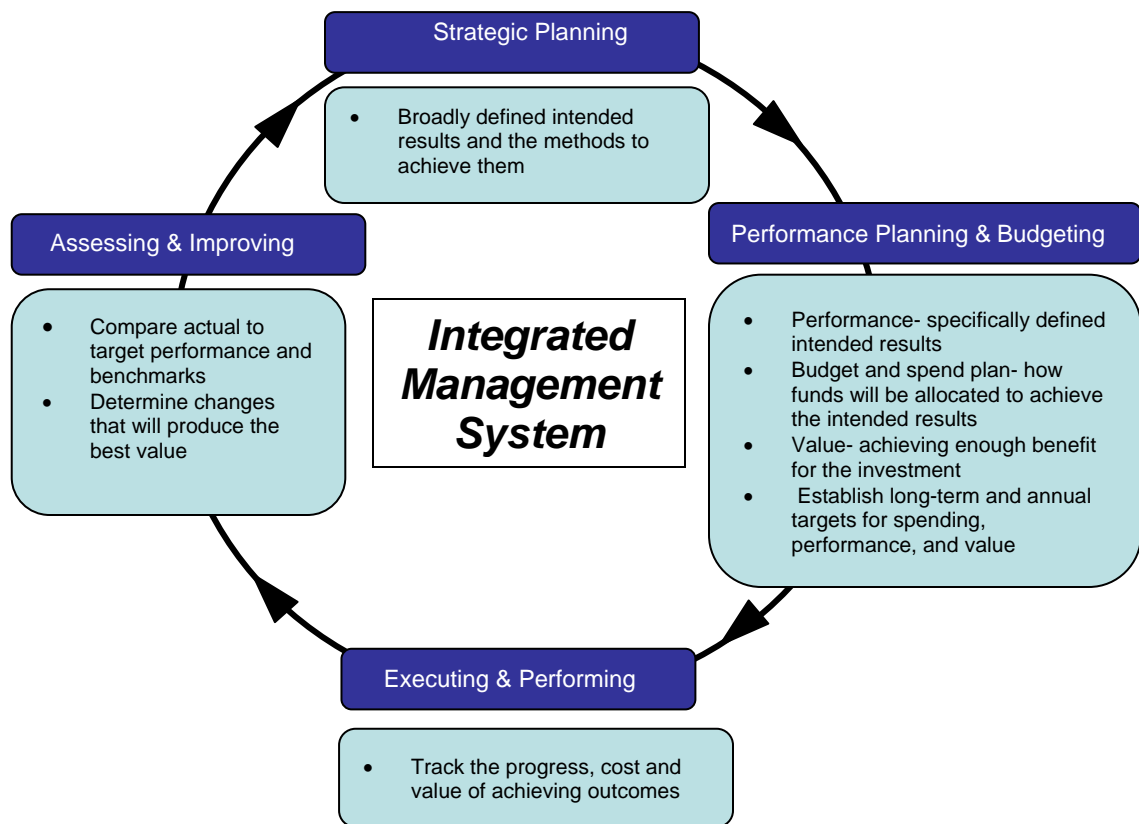 Strategic Planning
• Broadly defined intended
results and the methods to
achieve them
Performance Planning & Budgeting
• Performance- specifically defined
intended results
• Budget and spend plan- how
funds will be allocated to achieve
the intended results
• Value- achieving enough benefit
for the investment
• Establish long-term and annual
targets for spending,
performance, and value
Executing & Performing
• Track the progress, cost and
value of achieving outcomes
Assessing & Improving
• Compare actual to
target performance and
benchmarks
• Determine changes
that will produce the
best value
Integrated
Management
System